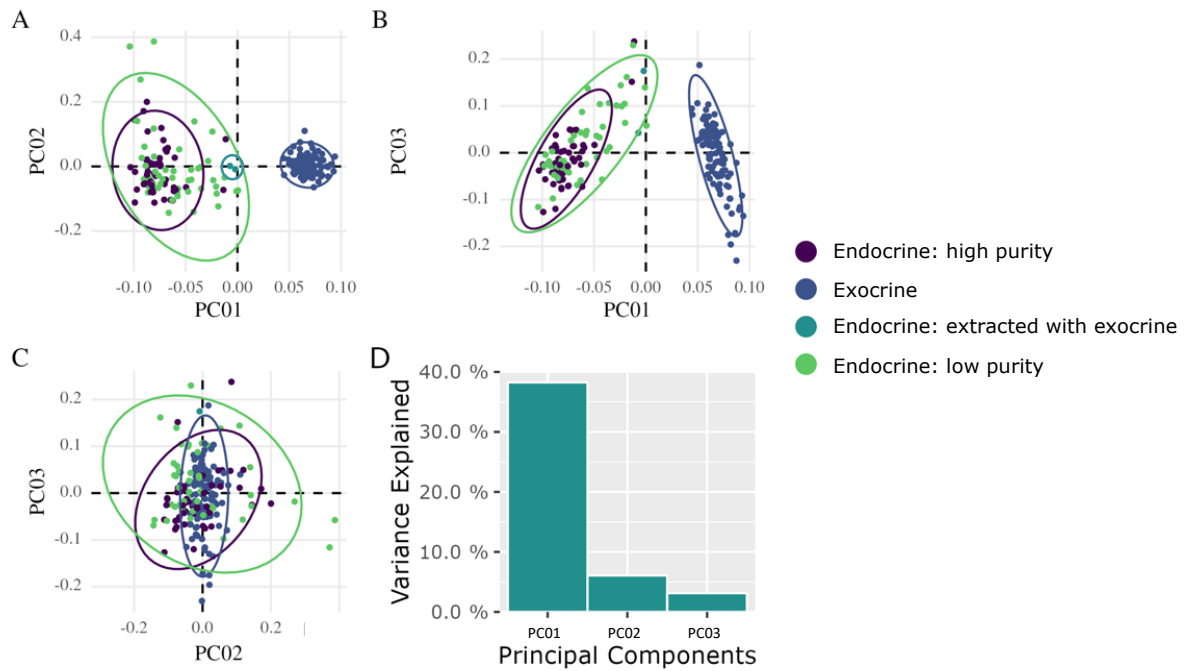 A
PC02
0.4
0.2
0.0
-0.2
-0.10
-0.05
0.00
0.05
0.10
PC01
B
PC03
0.2
0.1
0.0
-0.1
-0.2
-0.10
-0.05
0.00
0.05
0.10
PC01
Endocrine: high purity
Exocrine
Endocrine: extracted with exocrine
Endocrine: low purity
C
PC03
0.2
0.1
0.0
-0.1
-0.2
-0.2
0.0
0.2
PC02
D
Variance Explained
40.0 %
30.0 %
20.0 %
10.0 %
0.0 %
PC01
PC02
PC03
Principal Components